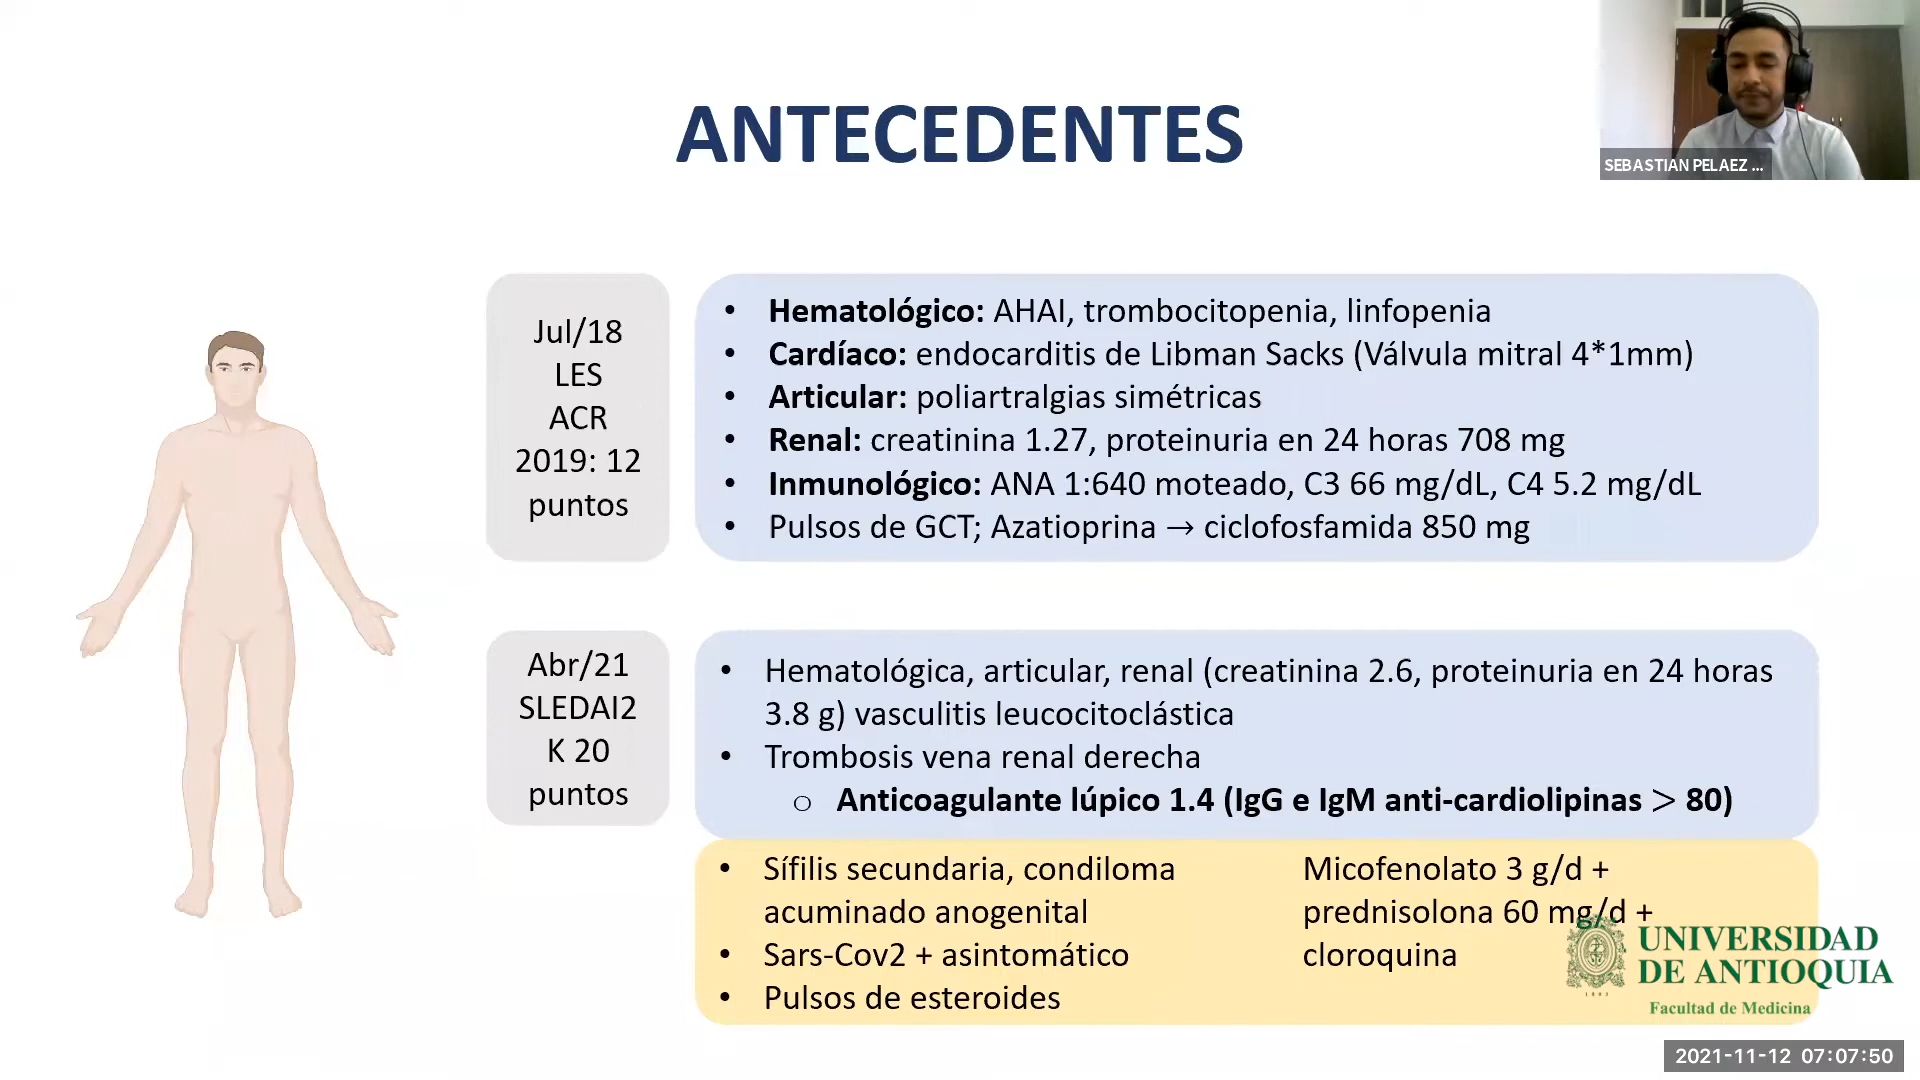 ANTECEDENTES
SEBASTIAN PELAEZ ...
Jul/18
LES
ACR
2019: 12
puntos
• Hematológico: AHAI, trombocitopenia, linfopenia
• Cardíaco: endocarditis de Libman Sacks (Válvula mitral 4*1mm)
• Articular: poliartralgias simétricas
• Renal: creatinina 1.27, proteinuria en 24 horas 708 mg
• Inmunológico: ANA 1:640 moteado, C3 66 mg/dL, C4 5.2 mg/dL
• Pulsos de GCT; Azatioprina → ciclofosfamida 850 mg
Abr/21
SLEDAI2
K 20
puntos
• Hematológica, articular, renal (creatinina 2.6, proteinuria en 24 horas
3.8 g) vasculitis leucocitoclástica
• Trombosis vena renal derecha
○ Anticoagulante lúpico 1.4 (IgG e IgM anti-cardiolipinas > 80)
• Sífilis secundaria, condiloma
acuminado anogenital
• Sars-Cov2 + asintomático
• Pulsos de esteroides
Micofenolato 3 g/d +
prednisolona 60 mg/d +
cloroquina
UNIVERSIDAD
DE ANTIOQUIA
1803
Facultad de Medicina
2021-11-12 07:07:50